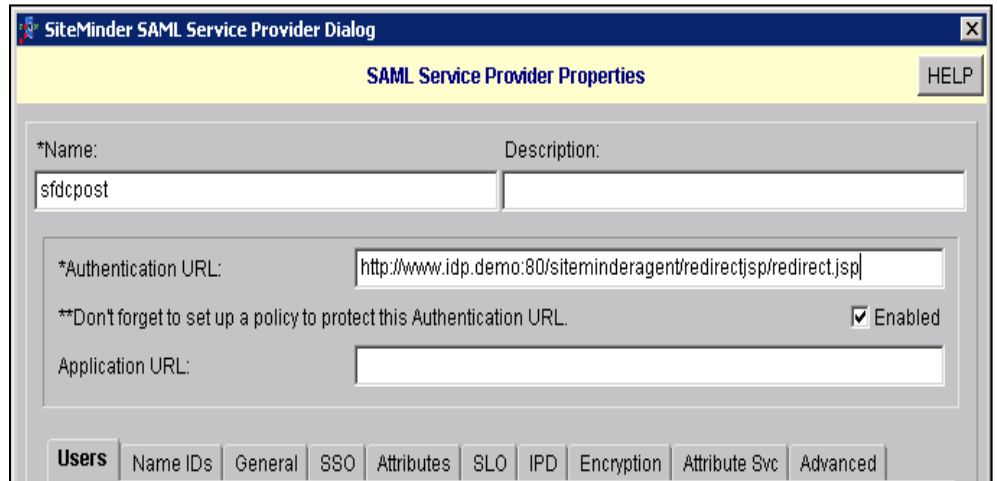 SiteMinder SAML Service Provider Dialog
SAML Service Provider Properties HELP
*Name: Description:
sfdcpost
*Authentication URL: http://www.idp.demo:80/siteminderagent/redirectjsp/redirect.jsp
**Don't forget to set up a policy to protect this Authentication URL. Enabled
Application URL:
Users Name IDs General SSO Attributes SLO IPD Encryption Attribute Svc Advanced